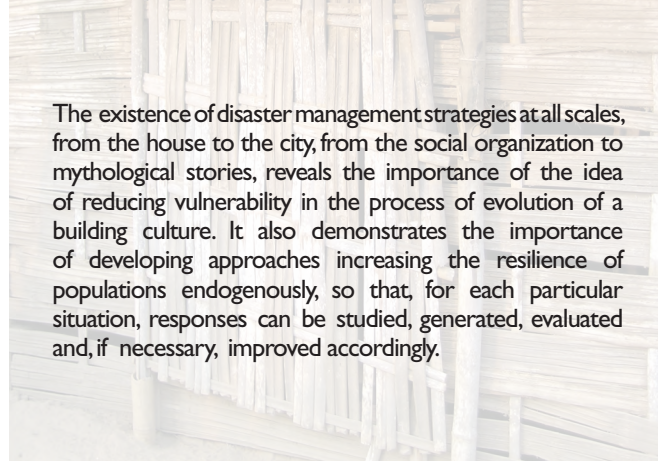 The existence of disaster management strategies at all scales,
from the house to the city, from the social organization to
mythological stories, reveals the importance of the idea
of reducing vulnerability in the process of evolution of a
building culture. It also demonstrates the importance
of developing approaches increasing the resilience of
populations endogenously, so that, for each particular
situation, responses can be studied, generated, evaluated
and, if necessary, improved accordingly.